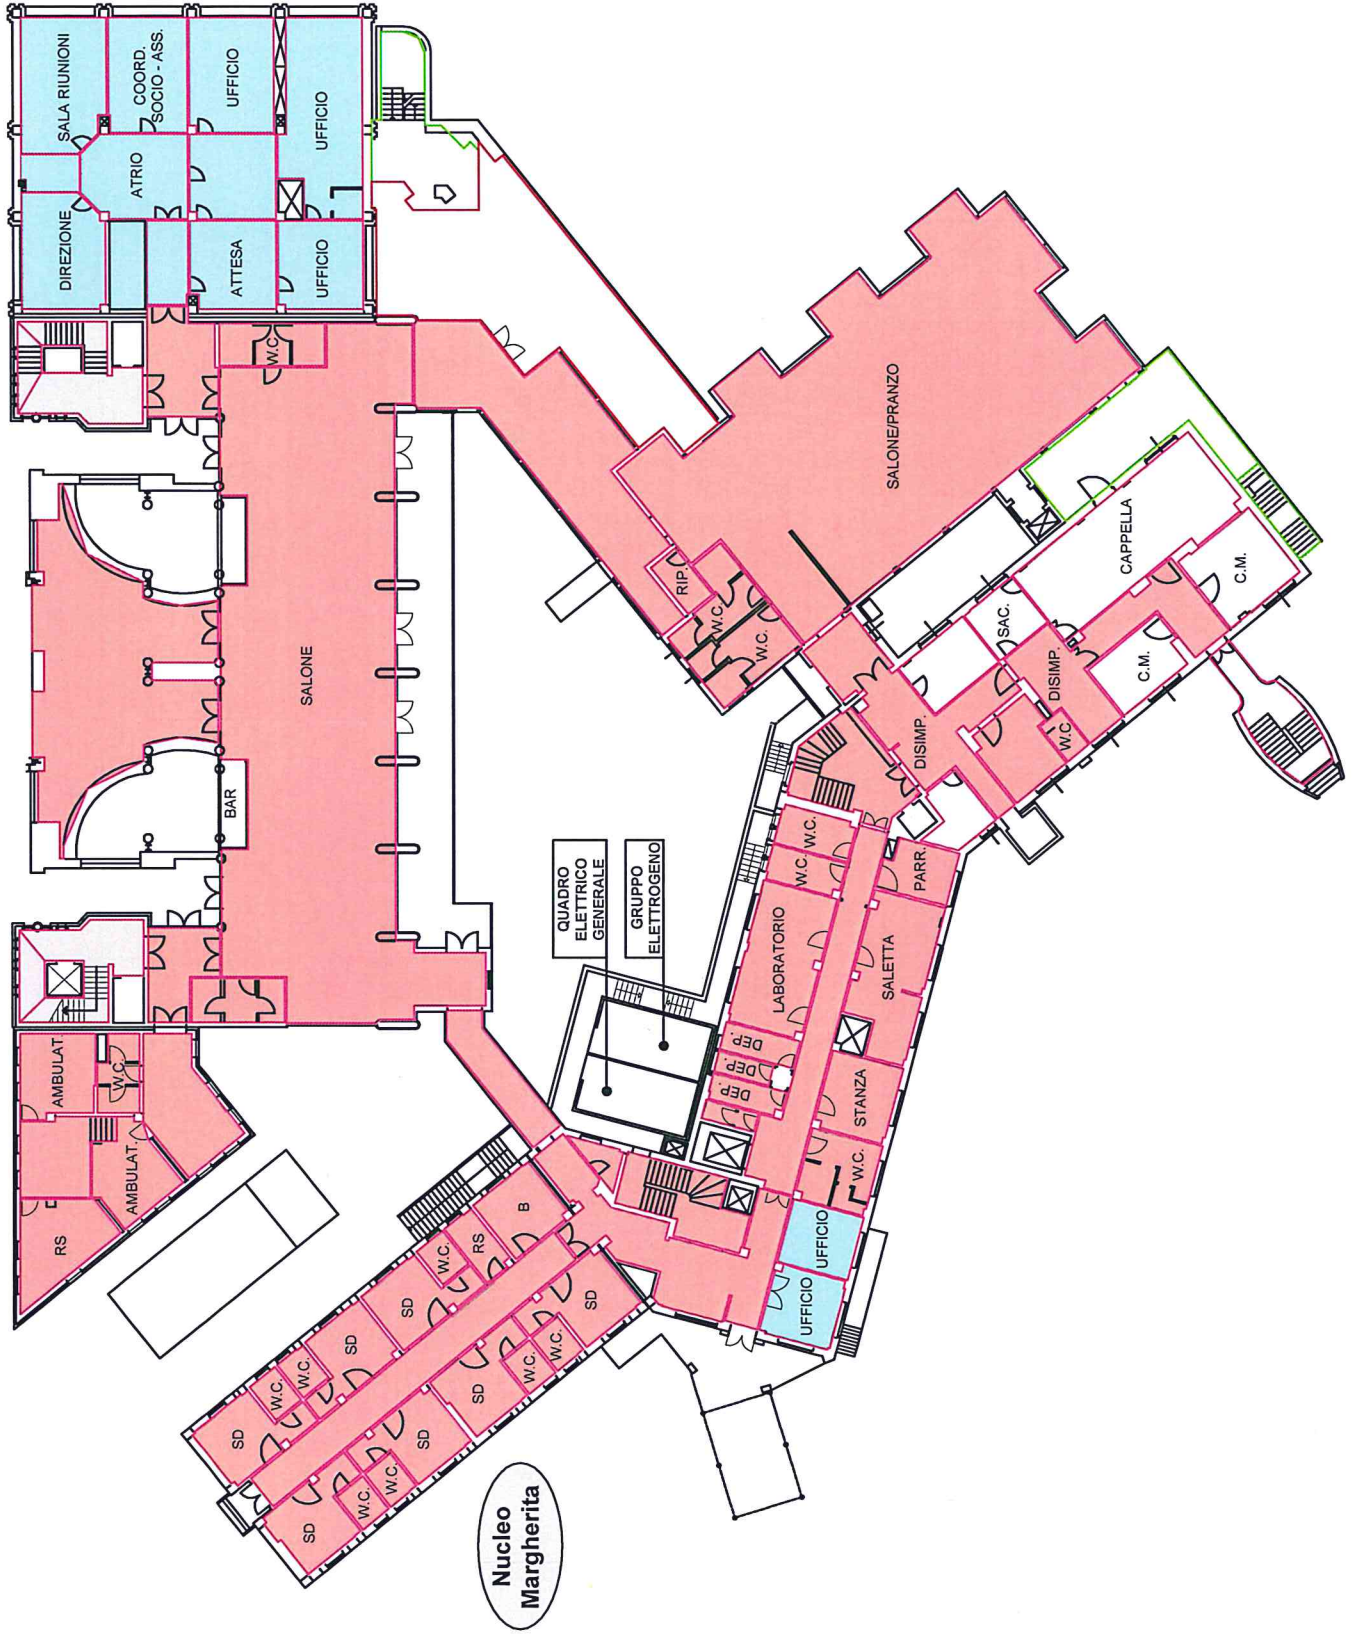 SALA RIUNIONI
COORD.
SOCIO - ASS.
UFFICIO
UFFICIO
ATRIO
DIREZIONE
ATTESA
UFFICIO
W.C.
SALONE
BAR
SALONE/PRANZO
RIP.
W.C.
W.C.
CAPPELLA
C.M.
SAC.
DISIMP.
C.M.
W.C.
DISIMP.
W.C.
W.C.
PARR.
LABORATORIO
SALETTA
DEP.
DEP.
DEP.
STANZA
W.C.
UFFICIO
UFFICIO
QUADRO
ELETTRICO
GENERALE
GRUPPO
ELETTROGENO
AMBULAT.
W.C.
AMBULAT.
RS
B
RS
W.C.
SD
SD
W.C.
W.C.
SD
SD
W.C.
W.C.
SD
SD
W.C.
W.C.
SD
Nucleo
Margherita